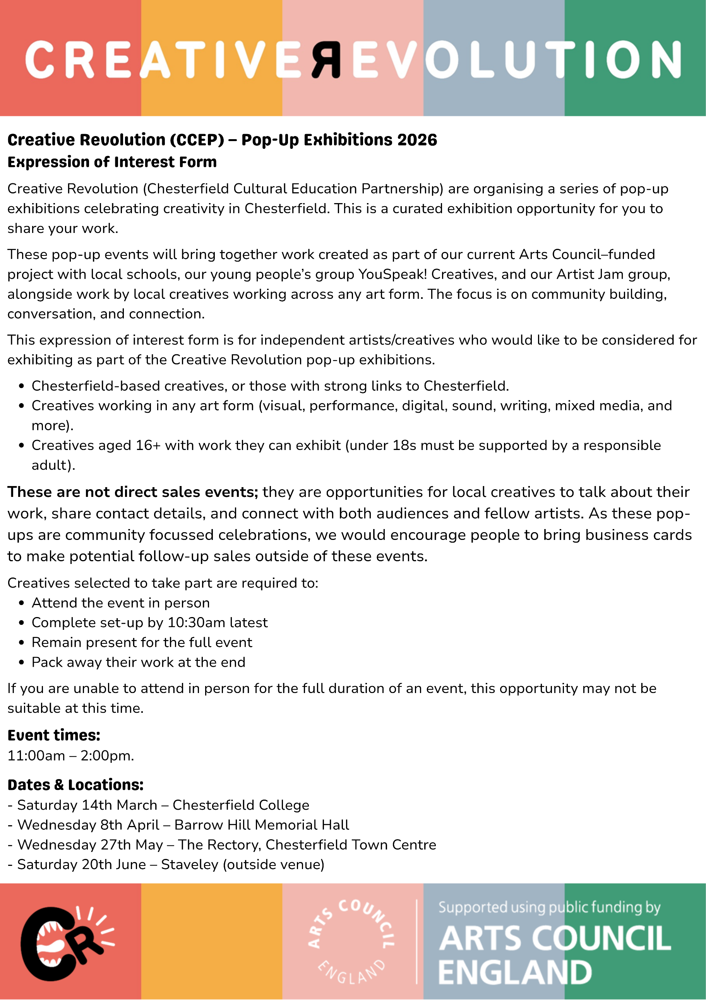 CREATIVEЯEVOLUTION
Creative Revolution (CCEP) – Pop-Up Exhibitions 2026
Expression of Interest Form
Creative Revolution (Chesterfield Cultural Education Partnership) are organising a series of pop-up
exhibitions celebrating creativity in Chesterfield. This is a curated exhibition opportunity for you to
share your work.
These pop-up events will bring together work created as part of our current Arts Council–funded
project with local schools, our young people’s group YouSpeak! Creatives, and our Artist Jam group,
alongside work by local creatives working across any art form. The focus is on community building,
conversation, and connection.
This expression of interest form is for independent artists/creatives who would like to be considered for
exhibiting as part of the Creative Revolution pop-up exhibitions.
• Chesterfield-based creatives, or those with strong links to Chesterfield.
• Creatives working in any art form (visual, performance, digital, sound, writing, mixed media, and
more).
• Creatives aged 16+ with work they can exhibit (under 18s must be supported by a responsible
adult).
These are not direct sales events; they are opportunities for local creatives to talk about their
work, share contact details, and connect with both audiences and fellow artists. As these pop-
ups are community focussed celebrations, we would encourage people to bring business cards
to make potential follow-up sales outside of these events.
Creatives selected to take part are required to:
• Attend the event in person
• Complete set-up by 10:30am latest
• Remain present for the full event
• Pack away their work at the end
If you are unable to attend in person for the full duration of an event, this opportunity may not be
suitable at this time.
Event times:
11:00am – 2:00pm.
Dates & Locations:
- Saturday 14th March – Chesterfield College
- Wednesday 8th April – Barrow Hill Memorial Hall
- Wednesday 27th May – The Rectory, Chesterfield Town Centre
- Saturday 20th June – Staveley (outside venue)
CR
ARTS COUNCIL
ENGLAND
Supported using public funding by
ARTS COUNCIL
ENGLAND